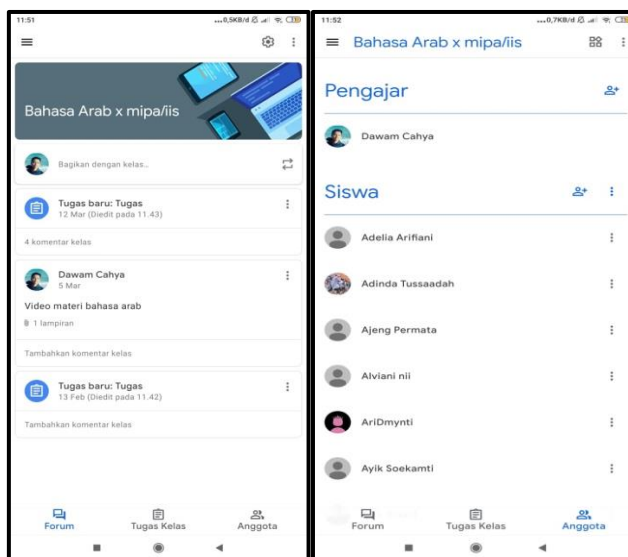 11:51
...0,5KB/d
Bahasa Arab x mipa/iis
Bagikan dengan kelas...
Tugas baru: Tugas
12 Mar (Diedit pada 11.43)
4 komentar kelas
Dawam Cahya
5 Mar
Video materi bahasa arab
1 lampiran
Tambahkan komentar kelas
Tugas baru: Tugas
13 Feb (Diedit pada 11.42)
Tambahkan komentar kelas
Forum
Tugas Kelas
Anggota
11:52
...0,7KB/d
Bahasa Arab x mipa/iis
Pengajar
Dawam Cahya
Siswa
Adelia Arifiani
Adinda Tussaadah
Ajeng Permata
Alviani nii
AriDmynti
Ayik Soekamti
Forum
Tugas Kelas
Anggota